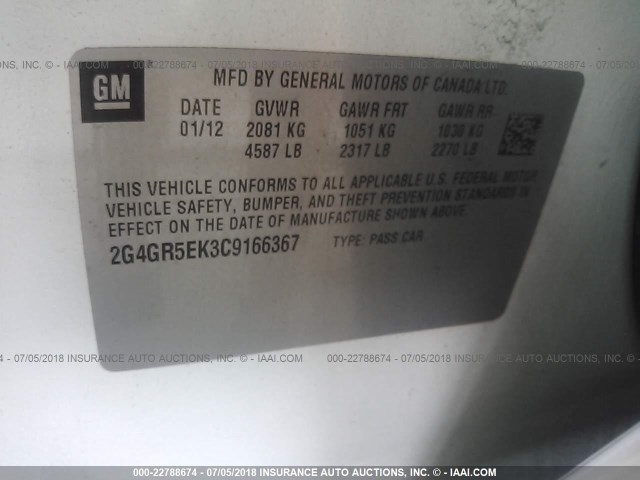 GM
MFD BY GENERAL MOTORS OF CANADA LTD.
DATE GVWR GAWR FRT GAWR RR
01/12 2081 KG 1051 KG 1030 KG
4587 LB 2317 LB 2270 LB
THIS VEHICLE CONFORMS TO ALL APPLICABLE U.S. FEDERAL MOTOR
VEHICLE SAFETY, BUMPER, AND THEFT PREVENTION STANDARDS IN
EFFECT ON THE DATE OF MANUFACTURE SHOWN ABOVE
2G4GR5EK3C9166367 TYPE: PASS CAR
000-22788674 - 07/05/2018 INSURANCE AUTO AUCTIONS, INC. - © - IAAI.COM